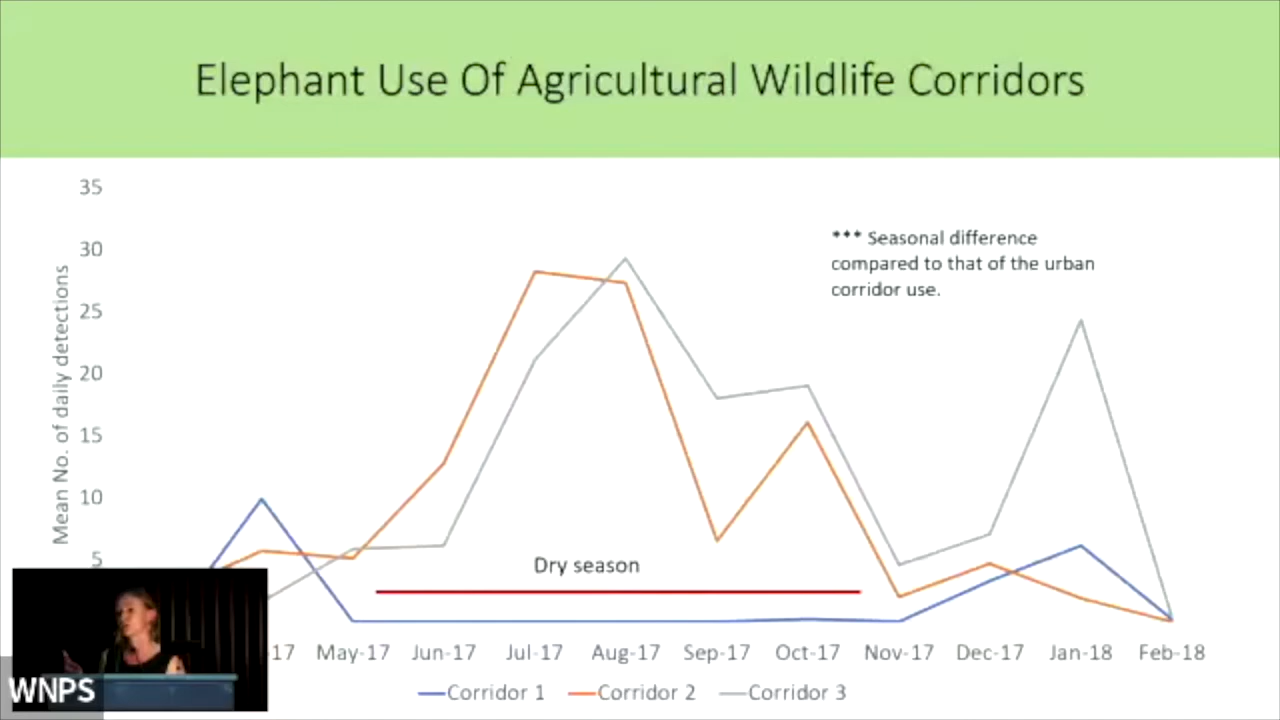 Elephant Use Of Agricultural Wildlife Corridors
35
30
25
20
15
10
5
Mean No. of daily detections
*** Seasonal difference
compared to that of the urban
corridor use.
Dry season
17 May-17 Jun-17 Jul-17 Aug-17 Sep-17 Oct-17 Nov-17 Dec-17 Jan-18 Feb-18
Corridor 1 Corridor 2 Corridor 3
WNPS